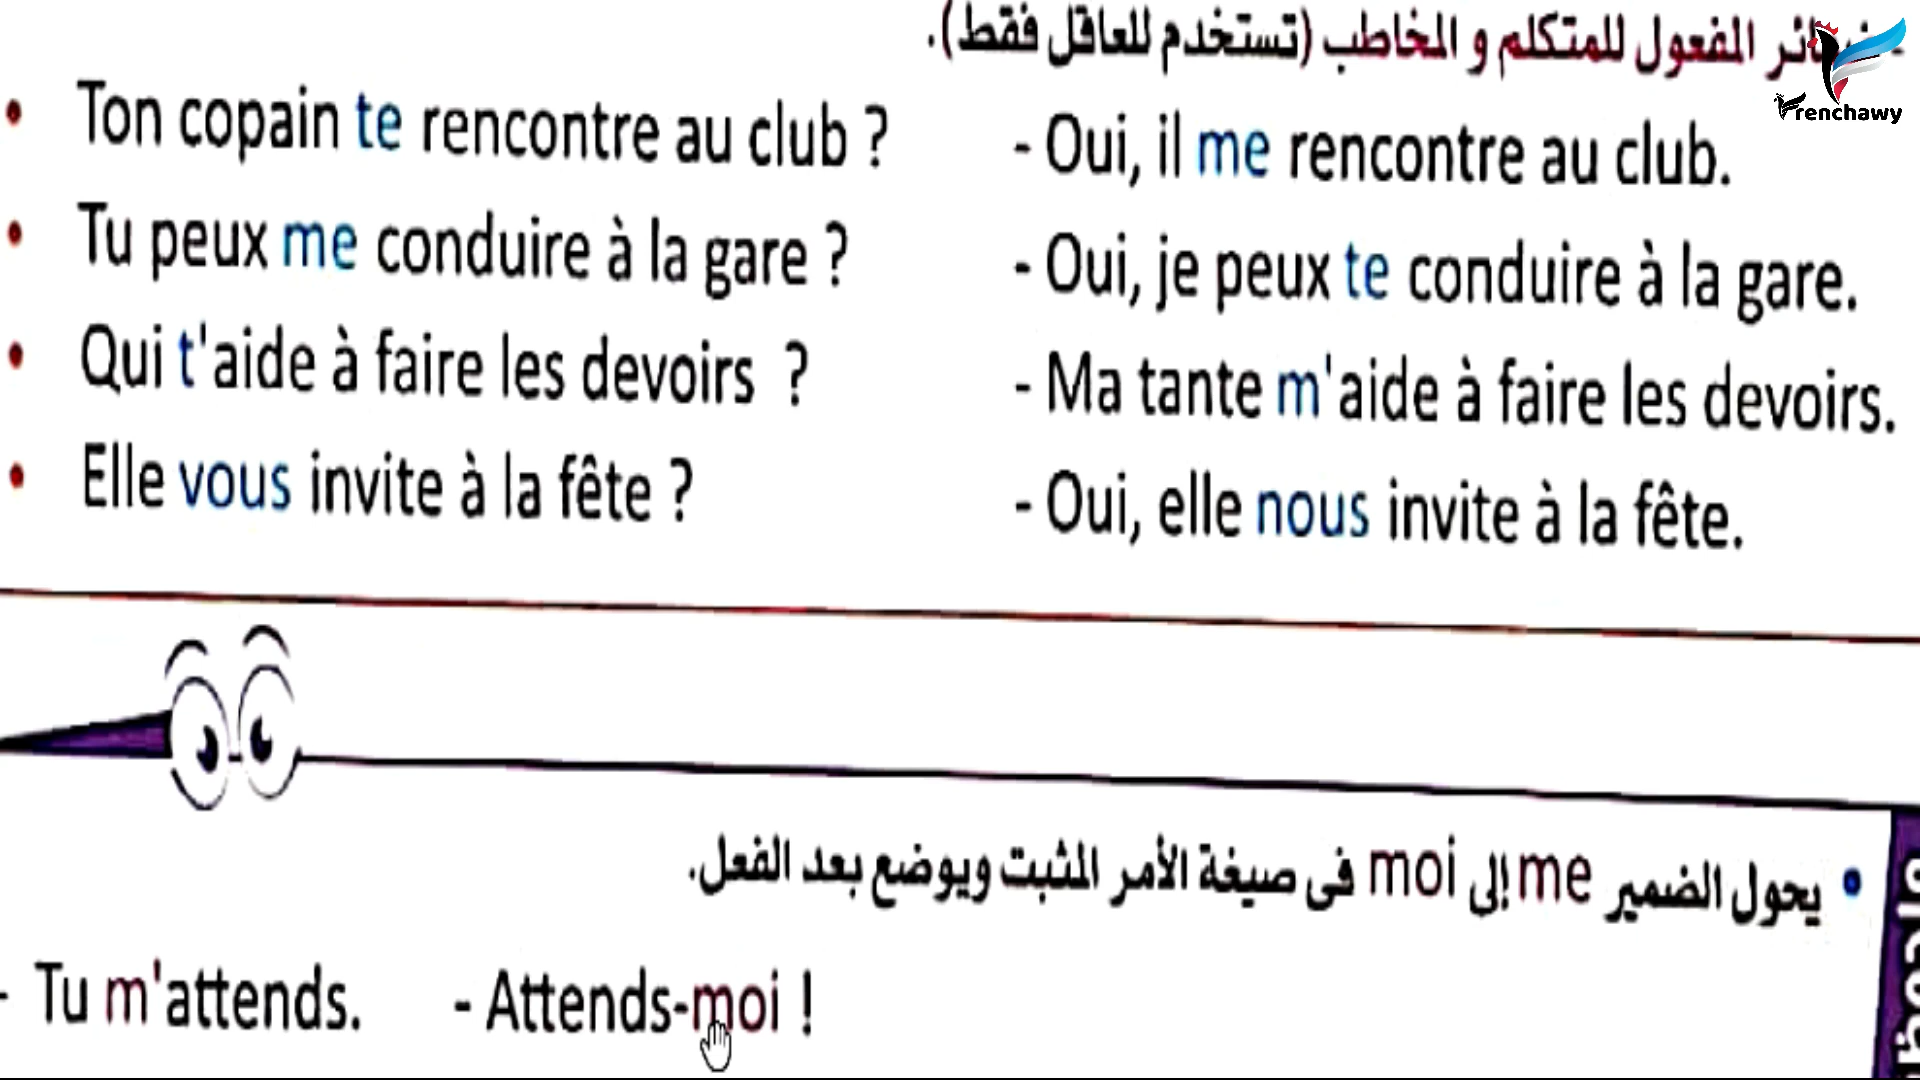 - ضمائر المفعول للمتكلم و المخاطب (تستخدم للعاقل فقط).
Frenchawy
• Ton copain te rencontre au club ? - Oui, il me rencontre au club.
• Tu peux me conduire à la gare ? - Oui, je peux te conduire à la gare.
• Qui t'aide à faire les devoirs ? - Ma tante m'aide à faire les devoirs.
• Elle vous invite à la fête ? - Oui, elle nous invite à la fête.
• يحول الضمير me إلى moi فى صيغة الأمر المثبت ويوضع بعد الفعل.
- Tu m'attends. - Attends-moi !